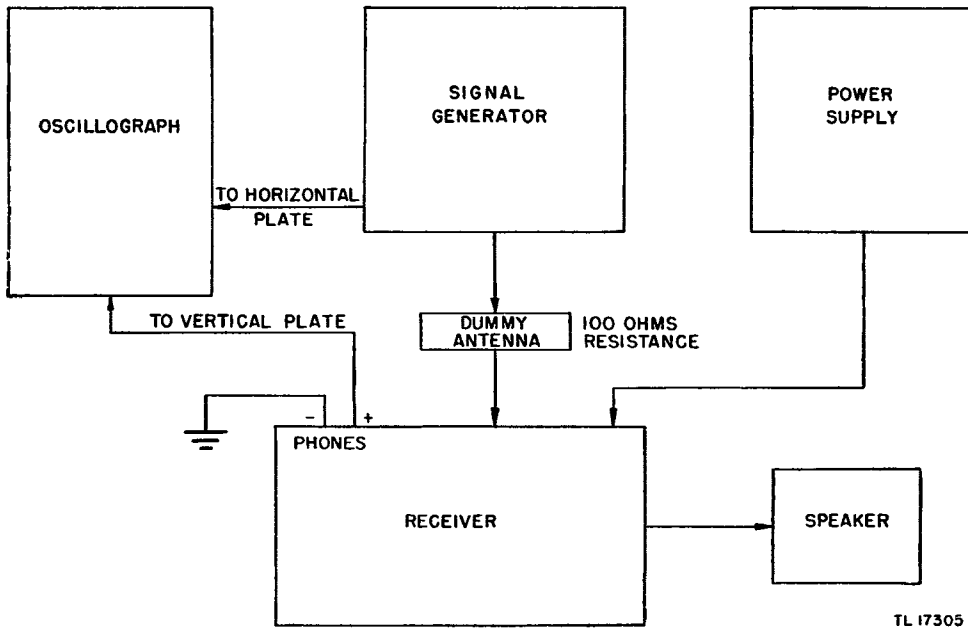 OSCILLOGRAPH
SIGNAL
GENERATOR
POWER
SUPPLY
TO HORIZONTAL
PLATE
TO VERTICAL PLATE
DUMMY
ANTENNA
100 OHMS
RESISTANCE
- +
PHONES
RECEIVER
SPEAKER
TL 17305